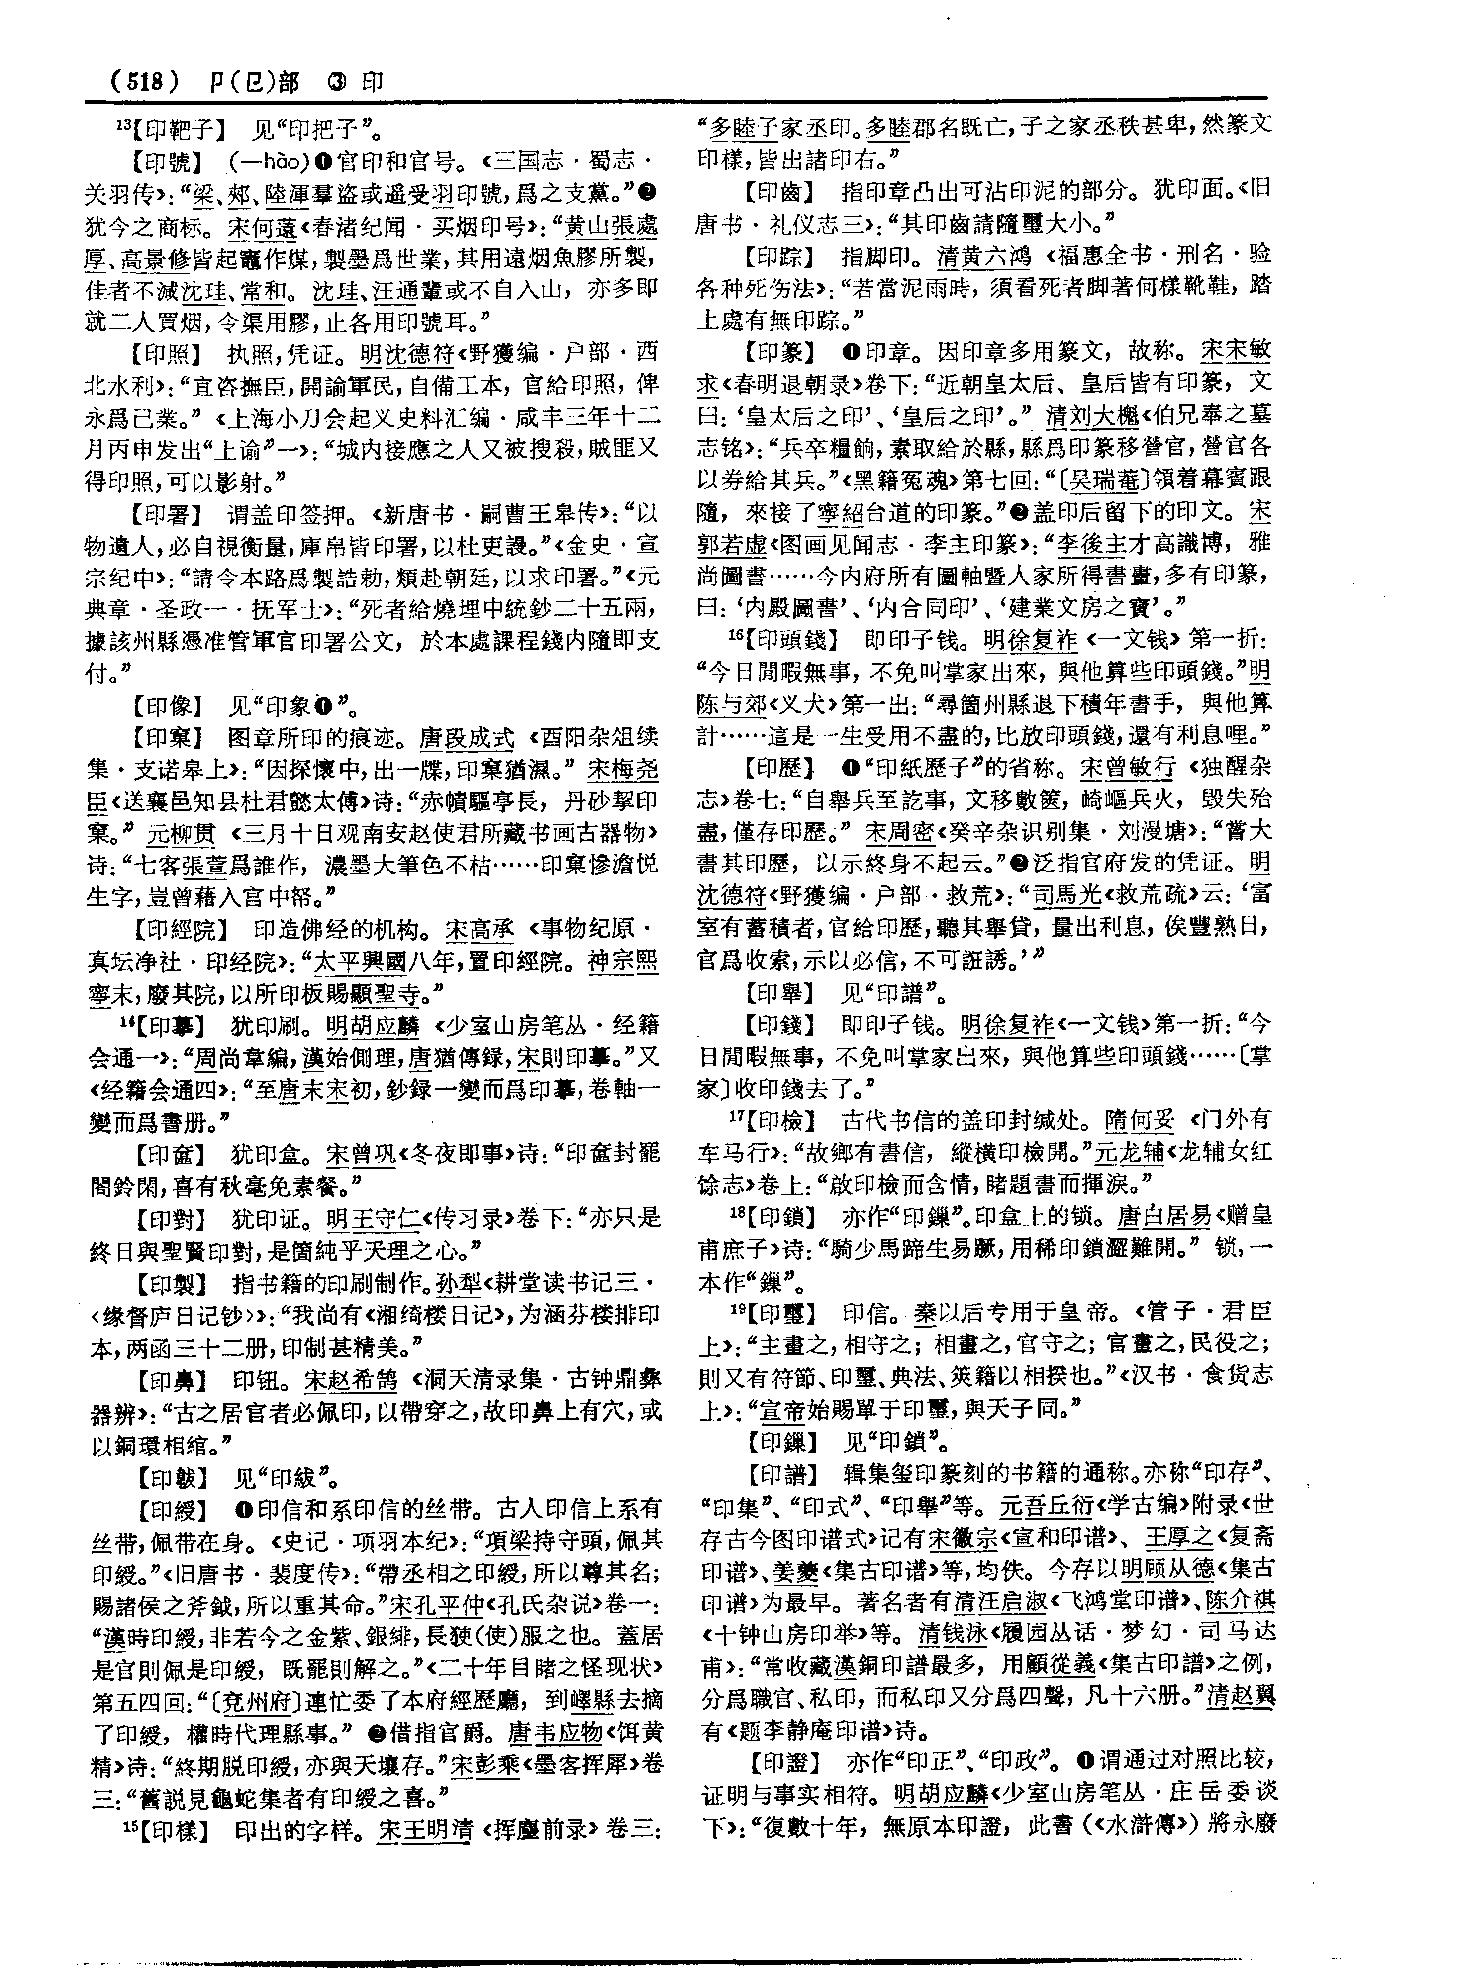 (518) 卩(㔾)部 ③ 印
13【印靶子】 见“印把子”。
【印號】 (—hào)❶官印和官号。《三国志·蜀志·
关羽传》:“梁、郟、陸渾羣盜或遥受羽印號,爲之支黨。”❷
犹今之商标。宋何薳《春渚纪闻·买烟印号》:“黄山張處
厚、高景修皆起竈作煤,製墨爲世業,其用遠烟魚膠所製,
佳者不減沈珪、常和。沈珪、汪通輩或不自入山,亦多即
就二人買烟,令渠用膠,止各用印號耳。”
【印照】 执照,凭证。明沈德符《野獲编·户部·西
北水利》:“宜咨撫臣,開諭軍民,自備工本,官給印照,俾
永爲己業。”《上海小刀会起义史料汇编·咸丰三年十二
月丙申发出“上谕”一》:“城内接應之人又被搜殺,賊匪又
得印照,可以影射。”
【印署】 谓盖印签押。《新唐书·嗣曹王皋传》:“以
物遺人,必自視衡量,庫帛皆印署,以杜吏謾。”《金史·宣
宗纪中》:“請令本路爲製誥勅,類赴朝廷,以求印署。”《元
典章·圣政一·抚军士》:“死者給燒埋中統鈔二十五兩,
據該州縣憑准管軍官印署公文,於本處課程錢内隨即支
付。”
【印像】 见“印象❶”。
【印窠】 图章所印的痕迹。唐段成式《酉阳杂俎续
集·支诺皋上》:“因探懷中,出一牒,印窠猶濕。”宋梅尧
臣《送襄邑知县杜君懿太傅》诗:“赤幘驅亭長,丹砂挈印
窠。”元柳贯《三月十日观南安赵使君所藏书画古器物》
诗:“七客張萱爲誰作,濃墨大筆色不枯……印窠慘澹悦
生字,豈曾藉入宫中帑。”
【印經院】 印造佛经的机构。宋高承《事物纪原·
真坛净社·印经院》:“太平興國八年,置印經院。神宗熙
寧末,廢其院,以所印板賜顯聖寺。”
14【印摹】 犹印刷。明胡应麟《少室山房笔丛·经籍
会通一》:“周尚韋編,漢始側理,唐猶傳録,宋則印摹。”又
《经籍会通四》:“至唐末宋初,鈔録一變而爲印摹,卷軸一
變而爲書册。”
【印奩】 犹印盒。宋曾巩《冬夜即事》诗:“印奩封罷
閣鈴閑,喜有秋毫免素餐。”
【印對】 犹印证。明王守仁《传习录》卷下:“亦只是
終日與聖賢印對,是箇純乎天理之心。”
【印製】 指书籍的印刷制作。孙犁《耕堂读书记三·
〈缘督庐日记钞〉》:“我尚有《湘绮楼日记》,为涵芬楼排印
本,两函三十二册,印制甚精美。”
【印鼻】 印钮。宋赵希鹄《洞天清录集·古钟鼎彝
器辨》:“古之居官者必佩印,以帶穿之,故印鼻上有穴,或
以銅環相綰。”
【印韍】 见“印紱”。
【印綬】 ❶印信和系印信的丝带。古人印信上系有
丝带,佩带在身。《史记·项羽本纪》:“項梁持守頭,佩其
印綬。”《旧唐书·裴度传》:“帶丞相之印綬,所以尊其名;
賜諸侯之斧鉞,所以重其命。”宋孔平仲《孔氏杂说》卷一:
“漢時印綬,非若今之金紫、銀緋,長㹴(使)服之也。蓋居
是官則佩是印綬,既罷則解之。”《二十年目睹之怪现状》
第五四回:“〔兗州府〕連忙委了本府經歷廳,到嶧縣去摘
了印綬,權時代理縣事。”❷借指官爵。唐韦应物《饵黄
精》诗:“終期脱印綬,亦與天壤存。”宋彭乘《墨客挥犀》卷
三:“舊説見龜蛇集者有印綬之喜。”
15【印樣】 印出的字样。宋王明清《挥麈前录》卷三:
“多睦子家丞印。多睦郡名既亡,子之家丞秩甚卑,然篆文
印樣,皆出諸印右。”
【印齒】 指印章凸出可沾印泥的部分。犹印面。《旧
唐书·礼仪志三》:“其印齒請隨璽大小。”
【印踪】 指脚印。清黄六鸿《福惠全书·刑名·验
各种死伤法》:“若當泥雨時,須看死者脚著何樣靴鞋,踏
上處有無印踪。”
【印篆】 ❶印章。因印章多用篆文,故称。宋宋敏
求《春明退朝录》卷下:“近朝皇太后、皇后皆有印篆,文
曰:‘皇太后之印’、‘皇后之印’。”清刘大櫆《伯兄奉之墓
志铭》:“兵卒糧餉,素取給於縣,縣爲印篆移營官,營官各
以券給其兵。”《黑籍冤魂》第七回:“〔吴瑞菴〕領着幕賓跟
隨,來接了寧紹台道的印篆。”❷盖印后留下的印文。宋
郭若虚《图画见闻志·李主印篆》:“李後主才高識博,雅
尚圖書……今内府所有圖軸暨人家所得書畫,多有印篆,
曰:‘内殿圖書’、‘内合同印’、‘建業文房之寶’。”
16【印頭錢】 即印子钱。明徐复祚《一文钱》第一折:
“今日閒暇無事,不免叫掌家出來,與他算些印頭錢。”明
陈与郊《义犬》第一出:“尋箇州縣退下積年書手,與他算
計……這是一生受用不盡的,比放印頭錢,還有利息哩。”
【印歷】 ❶“印紙歷子”的省称。宋曾敏行《独醒杂
志》卷七:“自舉兵至訖事,文移數篋,崎嶇兵火,毁失殆
盡,僅存印歷。”宋周密《癸辛杂识别集·刘漫塘》:“嘗大
書其印歷,以示終身不起云。”❷泛指官府发的凭证。明
沈德符《野獲编·户部·救荒》:“司馬光《救荒疏》云:‘富
室有蓄積者,官給印歷,聽其舉貸,量出利息,俟豐熟日,
官爲收索,示以必信,不可誑誘。’”
【印舉】 见“印譜”。
【印錢】 即印子钱。明徐复祚《一文钱》第一折:“今
日閒暇無事,不免叫掌家出來,與他算些印頭錢……〔掌
家〕收印錢去了。”
17【印檢】 古代书信的盖印封缄处。隋何妥《门外有
车马行》:“故鄉有書信,縱横印檢開。”元龙辅《龙辅女红
馀志》卷上:“啟印檢而含情,睹題書而揮淚。”
18【印鎖】 亦作“印鏁”。印盒上的锁。唐白居易《赠皇
甫庶子》诗:“騎少馬蹄生易蹶,用稀印鎖澀難開。”锁,一
本作“鏁”。
19【印璽】 印信。秦以后专用于皇帝。《管子·君臣
上》:“主畫之,相守之;相畫之,官守之;官畫之,民役之;
則又有符節、印璽、典法、筴籍以相揆也。”《汉书·食货志
上》:“宣帝始賜單于印璽,與天子同。”
【印鏁】 见“印鎖”。
【印譜】 辑集玺印篆刻的书籍的通称。亦称“印存”、
“印集”、“印式”、“印舉”等。元吾丘衍《学古编》附录《世
存古今图印谱式》记有宋徽宗《宣和印谱》、王厚之《复斋
印谱》、姜夔《集古印谱》等,均佚。今存以明顾从德《集古
印谱》为最早。著名者有清汪启淑《飞鸿堂印谱》、陈介祺
《十钟山房印举》等。清钱泳《履园丛话·梦幻·司马达
甫》:“常收藏漢銅印譜最多,用顧從義《集古印譜》之例,
分爲職官、私印,而私印又分爲四聲,凡十六册。”清赵翼
有《题李静庵印谱》诗。
【印證】 亦作“印正”、“印政”。❶谓通过对照比较,
证明与事实相符。明胡应麟《少室山房笔丛·庄岳委谈
下》:“復數十年,無原本印證,此書(《水滸傳》)將永廢